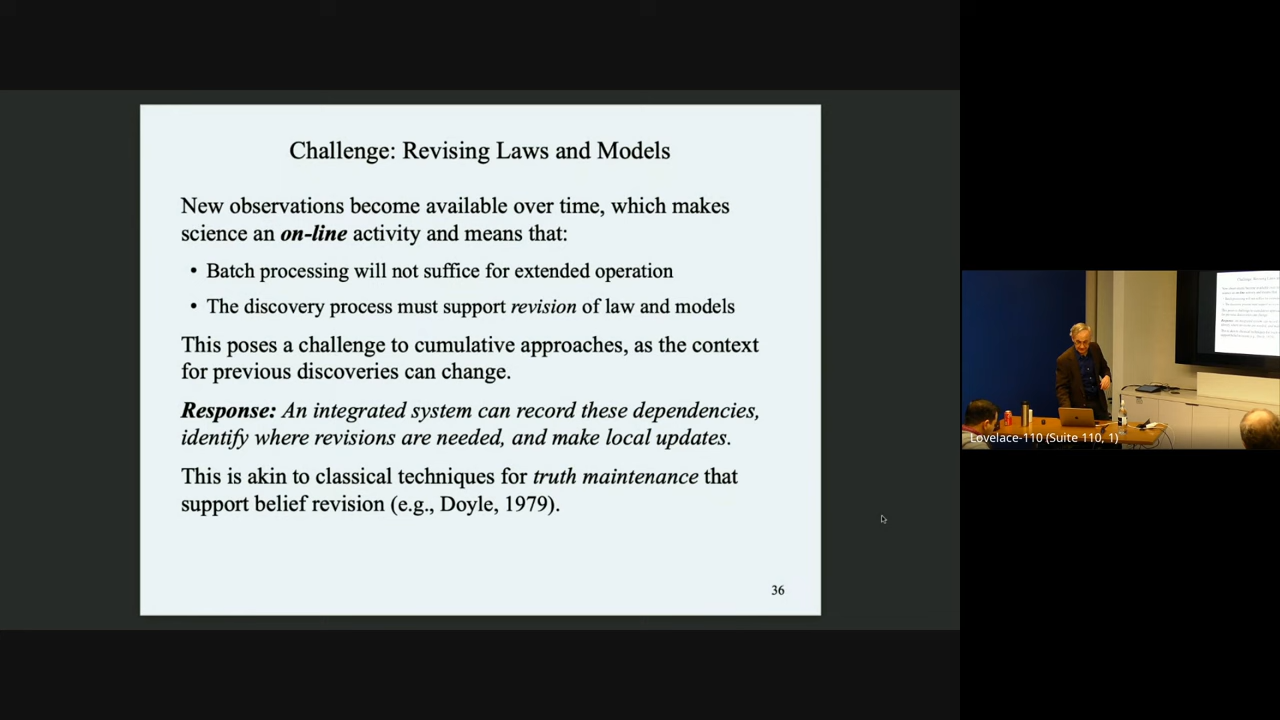 Challenge: Revising Laws and Models
New observations become available over time, which makes
science an on-line activity and means that:
• Batch processing will not suffice for extended operation
• The discovery process must support revision of law and models
This poses a challenge to cumulative approaches, as the context
for previous discoveries can change.
Response: An integrated system can record these dependencies,
identify where revisions are needed, and make local updates.
This is akin to classical techniques for truth maintenance that
support belief revision (e.g., Doyle, 1979).
36
Lovelace-110 (Suite 110, 1)